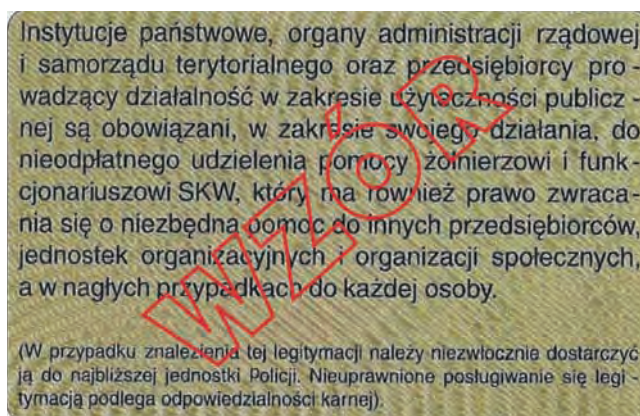 Instytucje państwowe, organy administracji rządowej
i samorządu terytorialnego oraz przedsiębiorcy pro -
wadzący działalność w zakresie użyteczności publicz -
nej są obowiązani, w zakresie swojego działania, do
nieodpłatnego udzielenia pomocy żołnierzowi i funk -
cjonariuszowi SKW, który ma również prawo zwraca-
nia się o niezbędną pomoc do innych przedsiębiorców,
jednostek organizacyjnych i organizacji społecznych,
a w nagłych przypadkach do każdej osoby.
(W przypadku znalezienia tej legitymacji należy niezwłocznie dostarczyć
ją do najbliższej jednostki Policji. Nieuprawnione posługiwanie się legi -
tymacją podlega odpowiedzialności karnej).
WZÓR